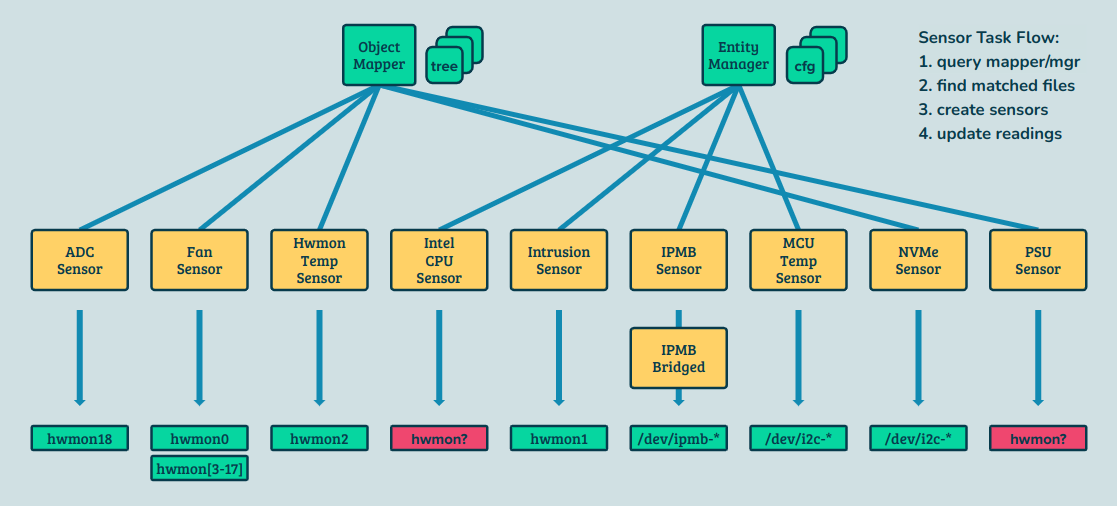 Object
Mapper
tree
Entity
Manager
cfg
Sensor Task Flow:
1. query mapper/mgr
2. find matched files
3. create sensors
4. update readings
ADC
Sensor
Fan
Sensor
Hwmon
Temp
Sensor
Intel
CPU
Sensor
Intrusion
Sensor
IPMB
Sensor
MCU
Temp
Sensor
NVMe
Sensor
PSU
Sensor
IPMB
Bridged
hwmon18
hwmon0
hwmon[3-17]
hwmon2
hwmon?
hwmon1
/dev/ipmb-*
/dev/i2c-*
/dev/i2c-*
hwmon?